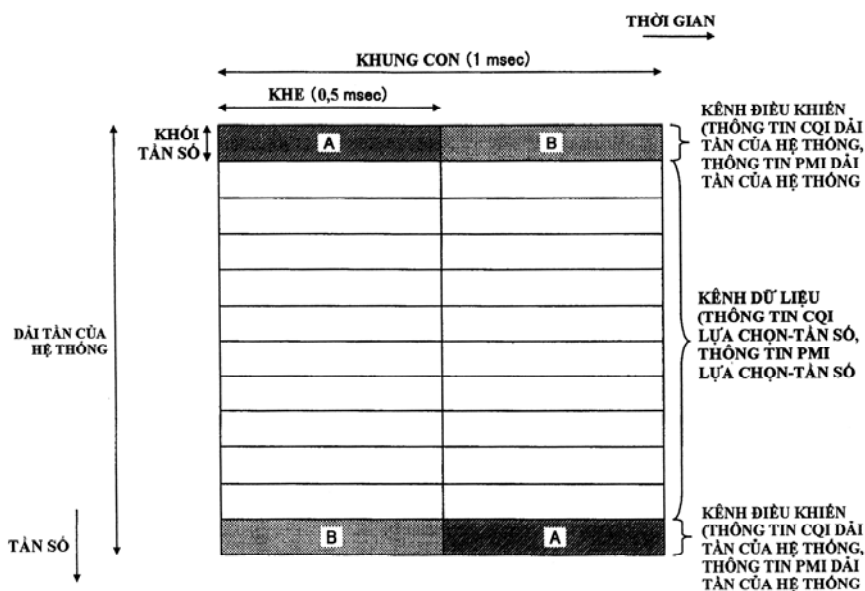 THỜI GIAN
KHUNG CON (1 msec)
KHE (0,5 msec)
KHỐI
TẦN SỐ
A
B
KÊNH ĐIỀU KHIỂN
(THÔNG TIN CQI DẢI
TẦN CỦA HỆ THỐNG,
THÔNG TIN PMI DẢI
TẦN CỦA HỆ THỐNG
DẢI TẦN CỦA
HỆ THỐNG
KÊNH DỮ LIỆU
(THÔNG TIN CQI
LỰA CHỌN-TẦN SỐ,
THÔNG TIN PMI
LỰA CHỌN-TẦN SỐ
TẦN SỐ
B
A
KÊNH ĐIỀU KHIỂN
(THÔNG TIN CQI DẢI
TẦN CỦA HỆ THỐNG,
THÔNG TIN PMI DẢI
TẦN CỦA HỆ THỐNG